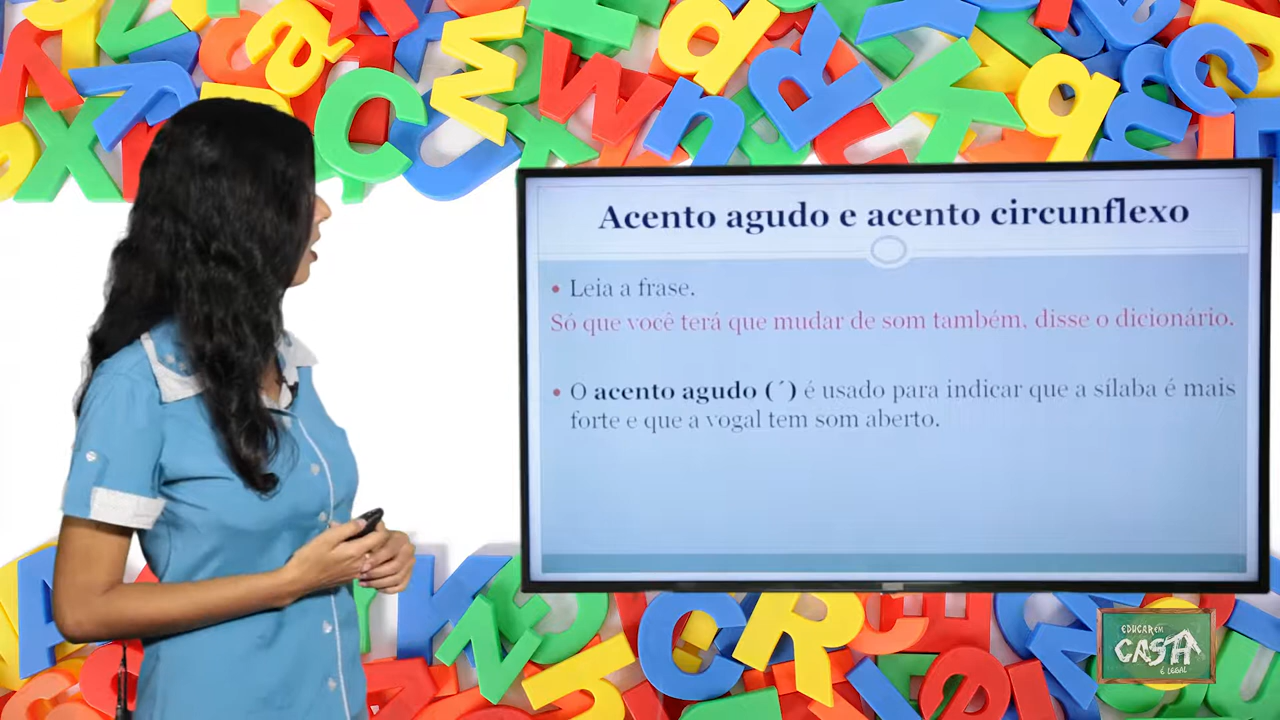 Acento agudo e acento circunflexo
• Leia a frase.
Só que você terá que mudar de som também, disse o dicionário.
• O acento agudo (´) é usado para indicar que a sílaba é mais
forte e que a vogal tem som aberto.
EDUCAR EM
CASA
É LEGAL